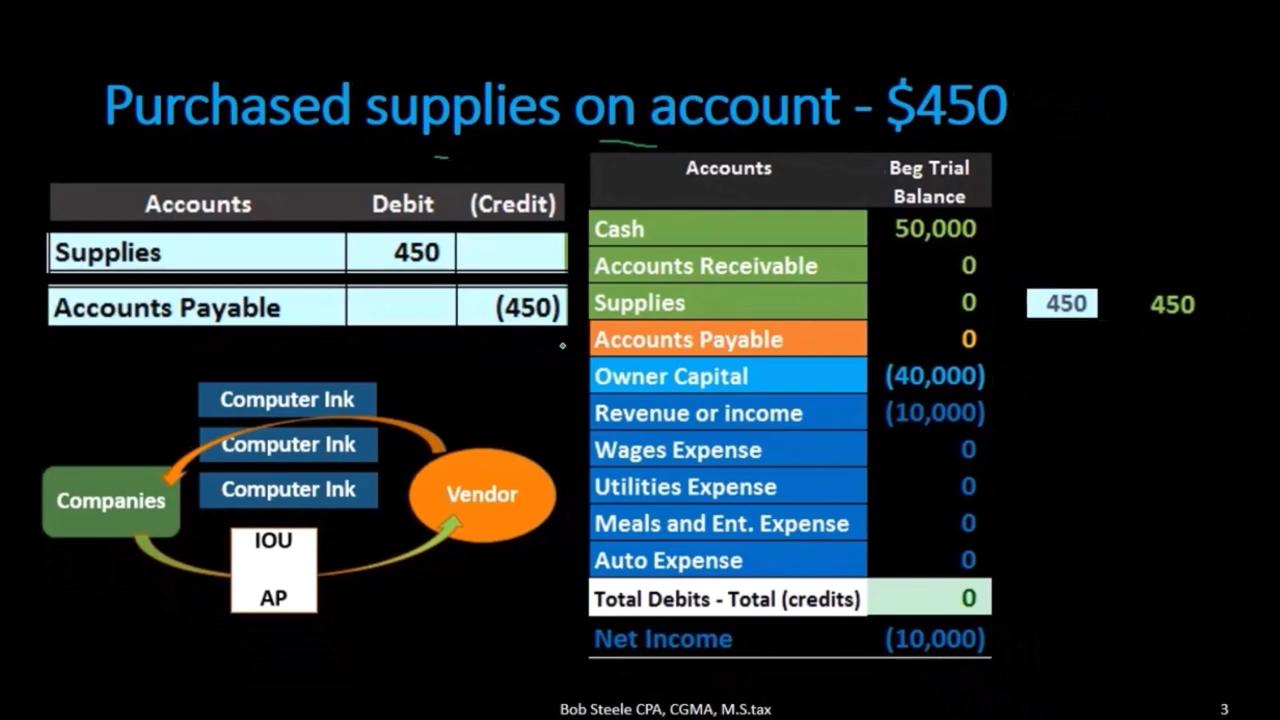 Purchased supplies on account - $450
Accounts Debit (Credit)
Supplies 450
Accounts Payable (450)
Computer Ink
Computer Ink
Computer Ink
Companies
Vendor
IOU
AP
Accounts Beg Trial Balance
Cash 50,000
Accounts Receivable 0
Supplies 0 450 450
Accounts Payable 0
Owner Capital (40,000)
Revenue or income (10,000)
Wages Expense 0
Utilities Expense 0
Meals and Ent. Expense 0
Auto Expense 0
Total Debits - Total (credits) 0
Net Income (10,000)
Bob Steele CPA, CGMA, M.S.tax
3